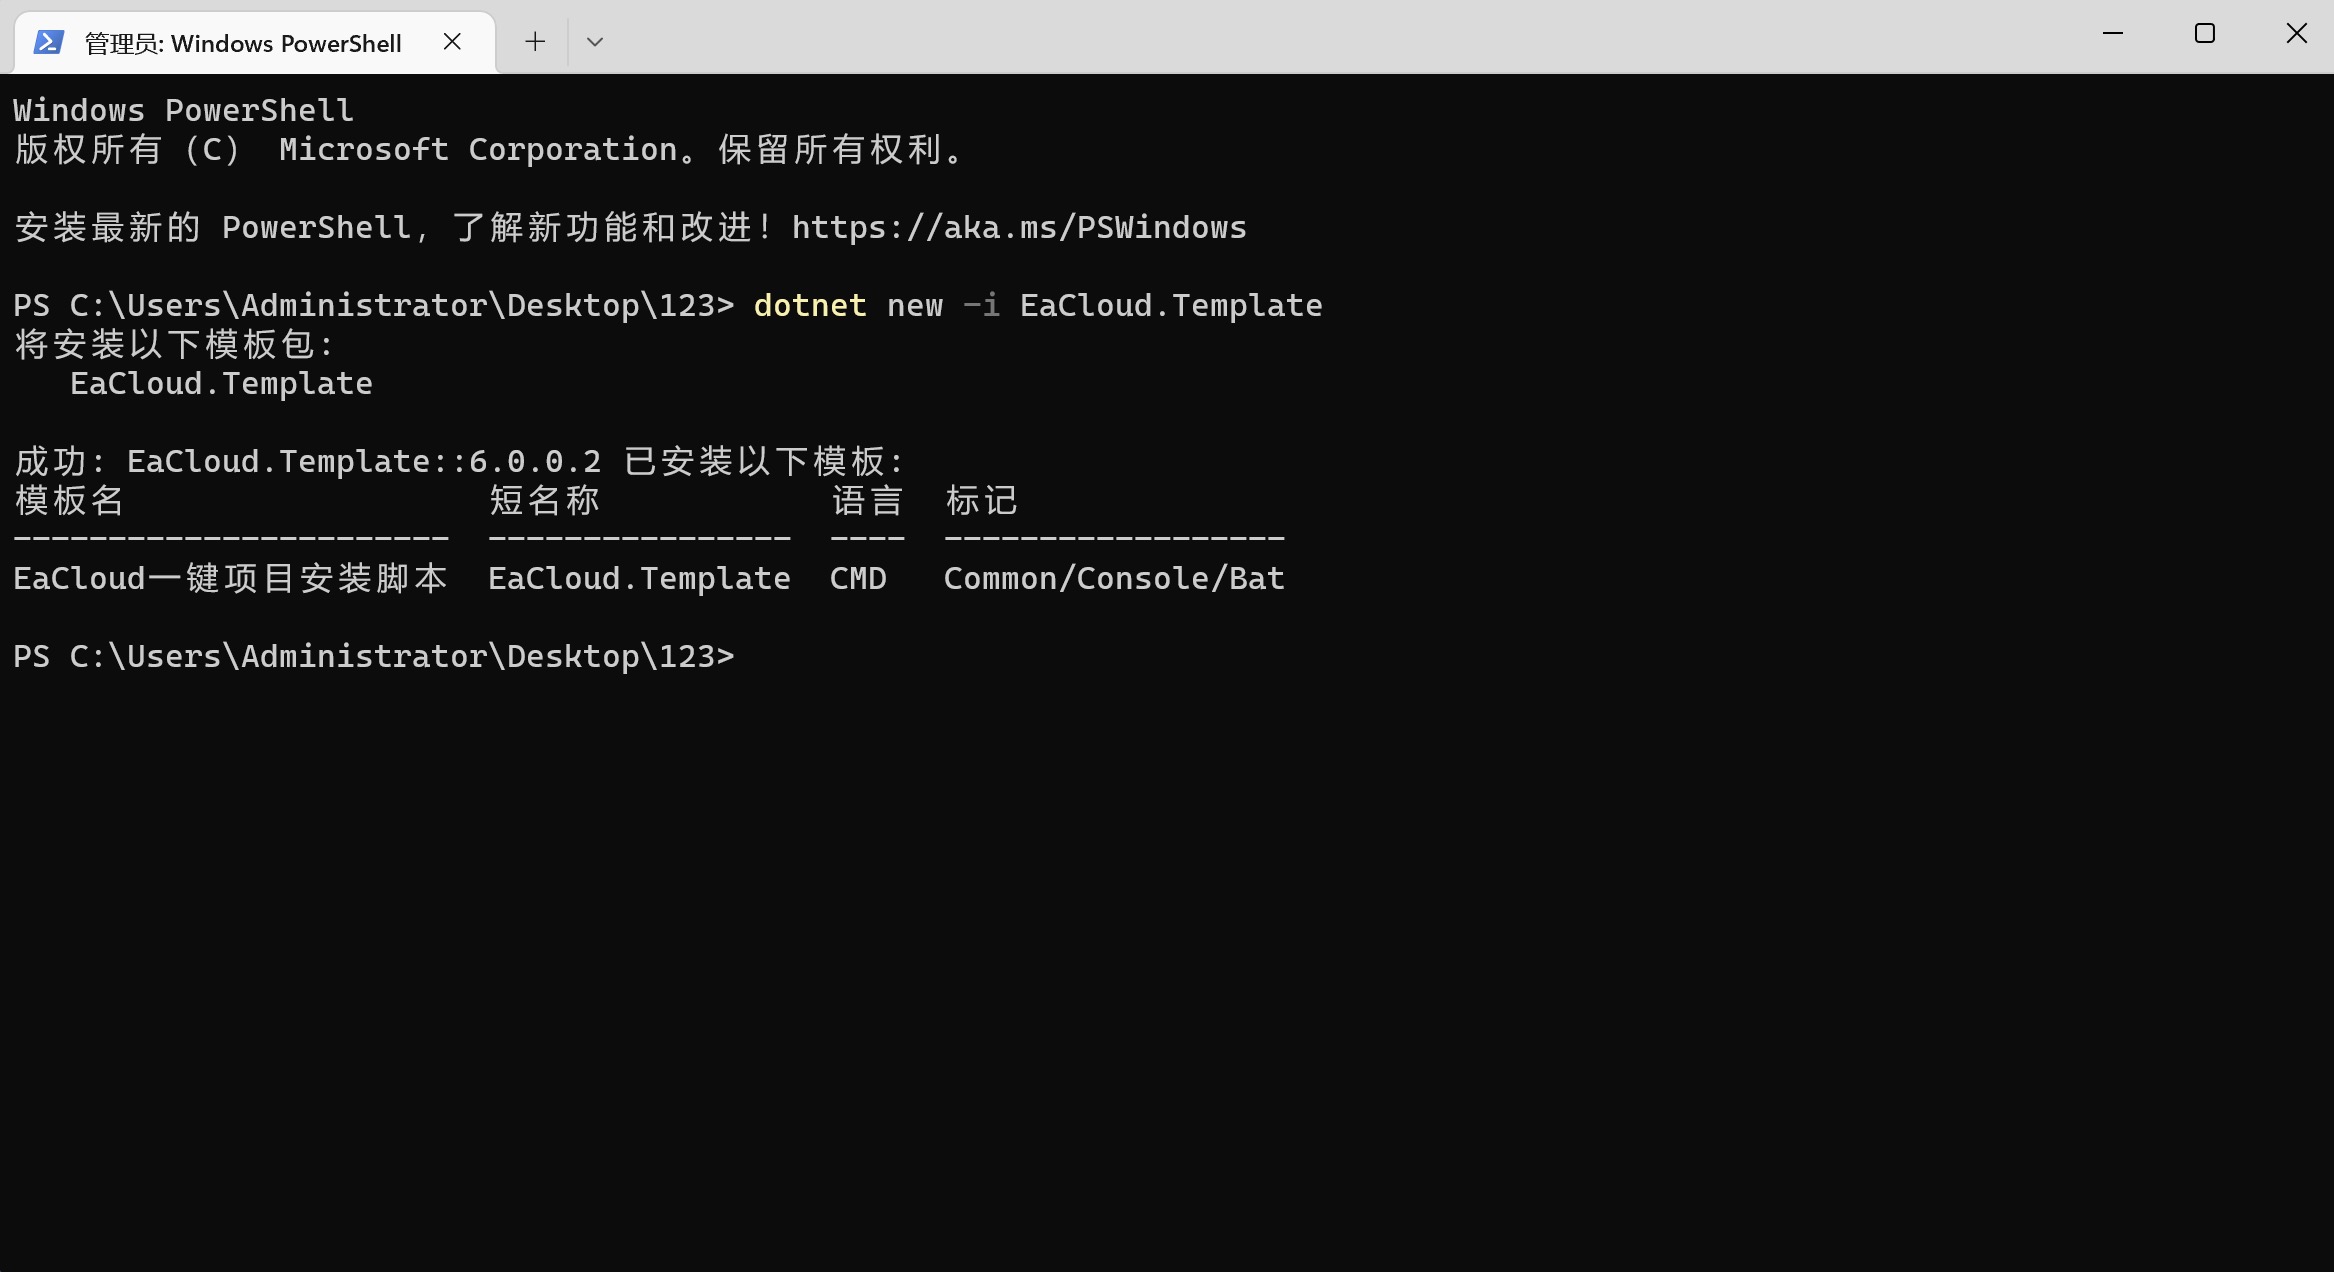 管理员: Windows PowerShell
Windows PowerShell
版权所有（C） Microsoft Corporation。保留所有权利。
安装最新的 PowerShell，了解新功能和改进！https://aka.ms/PSWindows
PS C:\Users\Administrator\Desktop\123> dotnet new -i EaCloud.Template
将安装以下模板包:
   EaCloud.Template
成功: EaCloud.Template::6.0.0.2 已安装以下模板:
模板名                   短名称            语言  标记
-----------------------  ----------------  ----  ------------------
EaCloud一键项目安装脚本  EaCloud.Template  CMD   Common/Console/Bat
PS C:\Users\Administrator\Desktop\123>